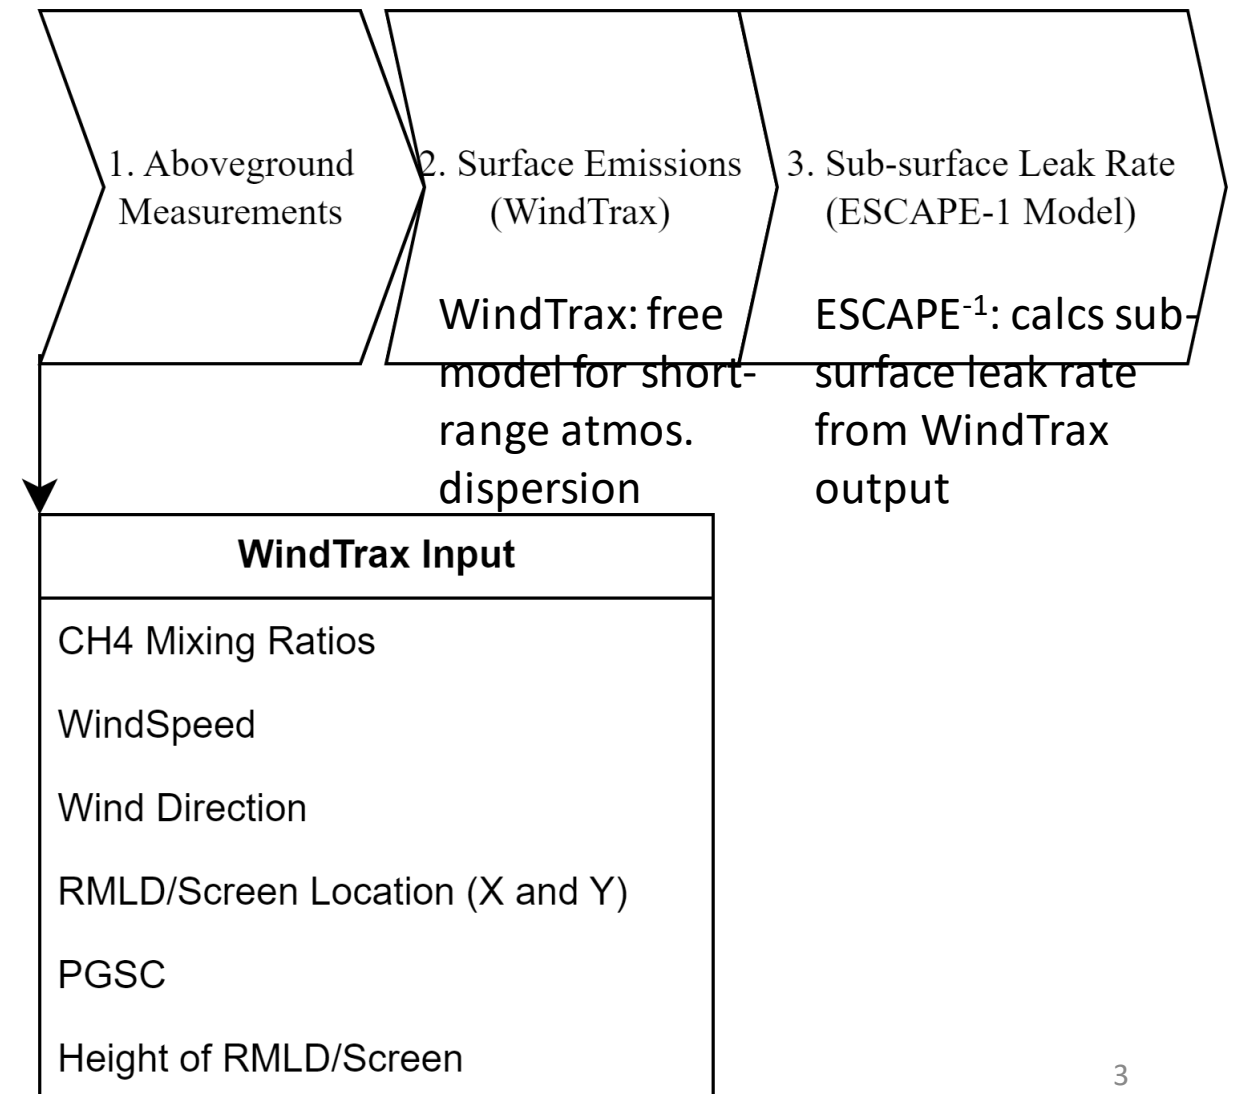 1. Aboveground
Measurements
2. Surface Emissions
(WindTrax)
3. Sub-surface Leak Rate
(ESCAPE-1 Model)
WindTrax: free
model for short-
range atmos.
dispersion
ESCAPE⁻¹: calcs sub-
surface leak rate
from WindTrax
output
WindTrax Input
CH4 Mixing Ratios
WindSpeed
Wind Direction
RMLD/Screen Location (X and Y)
PGSC
Height of RMLD/Screen
3